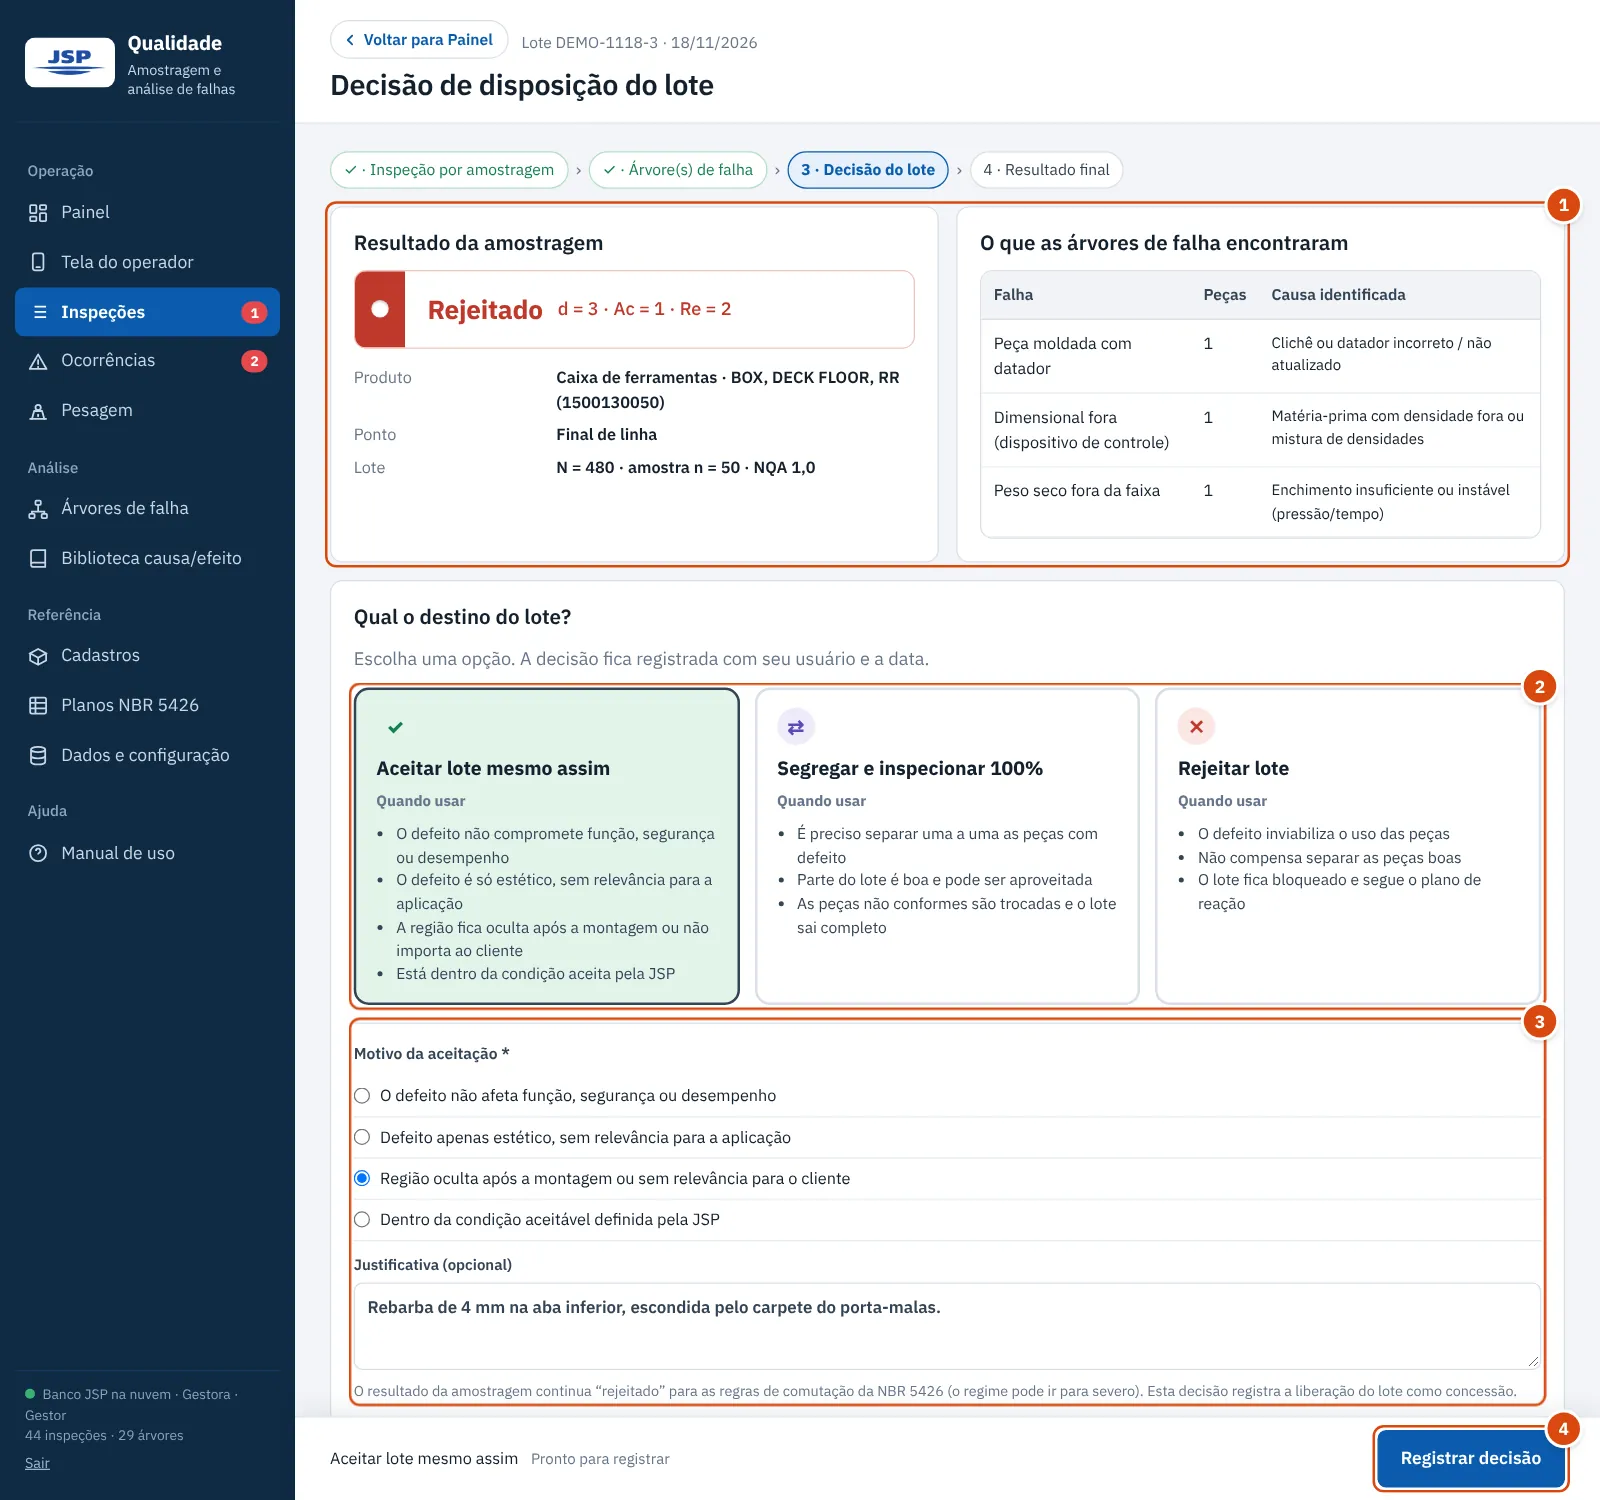 JSP
Qualidade
Amostragem e
análise de falhas
Operação
Painel
Tela do operador
Inspeções 1
Ocorrências 2
Pesagem
Análise
Árvores de falha
Biblioteca causa/efeito
Referência
Cadastros
Planos NBR 5426
Dados e configuração
Ajuda
Manual de uso
Banco JSP na nuvem · Gestora ·
Gestor
44 inspeções · 29 árvores
Sair
Voltar para Painel
Lote DEMO-1118-3 · 18/11/2026
Decisão de disposição do lote
✓ · Inspeção por amostragem › ✓ · Árvore(s) de falha › 3 · Decisão do lote › 4 · Resultado final
1
Resultado da amostragem
Rejeitado d = 3 · Ac = 1 · Re = 2
Produto Caixa de ferramentas · BOX, DECK FLOOR, RR
(1500130050)
Ponto Final de linha
Lote N = 480 · amostra n = 50 · NQA 1,0
O que as árvores de falha encontraram
Falha Peças Causa identificada
Peça moldada com
datador
1
Clichê ou datador incorreto / não
atualizado
Dimensional fora
(dispositivo de controle)
1
Matéria-prima com densidade fora ou
mistura de densidades
Peso seco fora da faixa
1
Enchimento insuficiente ou instável
(pressão/tempo)
Qual o destino do lote?
Escolha uma opção. A decisão fica registrada com seu usuário e a data.
2
Aceitar lote mesmo assim
Quando usar
• O defeito não compromete função, segurança
ou desempenho
• O defeito é só estético, sem relevância para a
aplicação
• A região fica oculta após a montagem ou não
importa ao cliente
• Está dentro da condição aceita pela JSP
Segregar e inspecionar 100%
Quando usar
• É preciso separar uma a uma as peças com
defeito
• Parte do lote é boa e pode ser aproveitada
• As peças não conformes são trocadas e o lote
sai completo
Rejeitar lote
Quando usar
• O defeito inviabiliza o uso das peças
• Não compensa separar as peças boas
• O lote fica bloqueado e segue o plano de
reação
3
Motivo da aceitação *
O defeito não afeta função, segurança ou desempenho
Defeito apenas estético, sem relevância para a aplicação
Região oculta após a montagem ou sem relevância para o cliente
Dentro da condição aceitável definida pela JSP
Justificativa (opcional)
Rebarba de 4 mm na aba inferior, escondida pelo carpete do porta-malas.
O resultado da amostragem continua “rejeitado” para as regras de comutação da NBR 5426 (o regime pode ir para severo). Esta decisão registra a liberação do lote como concessão.
Aceitar lote mesmo assim Pronto para registrar
4
Registrar decisão